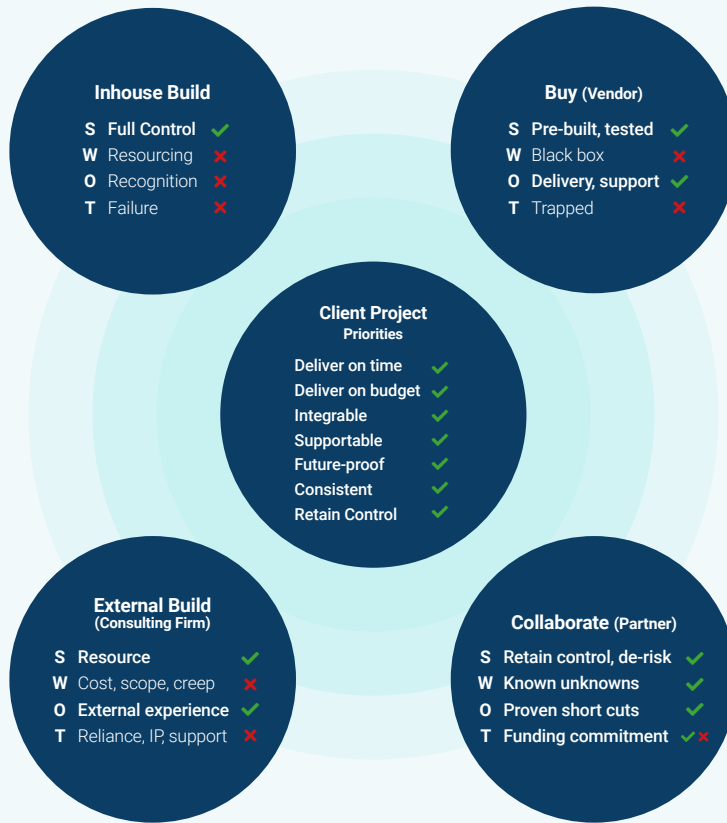 Inhouse Build
S Full Control
W Resourcing
O Recognition
T Failure
Buy (Vendor)
S Pre-built, tested
W Black box
O Delivery, support
T Trapped
Client Project
Priorities
Deliver on time
Deliver on budget
Integrable
Supportable
Future-proof
Consistent
Retain Control
External Build
(Consulting Firm)
S Resource
W Cost, scope, creep
O External experience
T Reliance, IP, support
Collaborate (Partner)
S Retain control, de-risk
W Known unknowns
O Proven short cuts
T Funding commitment